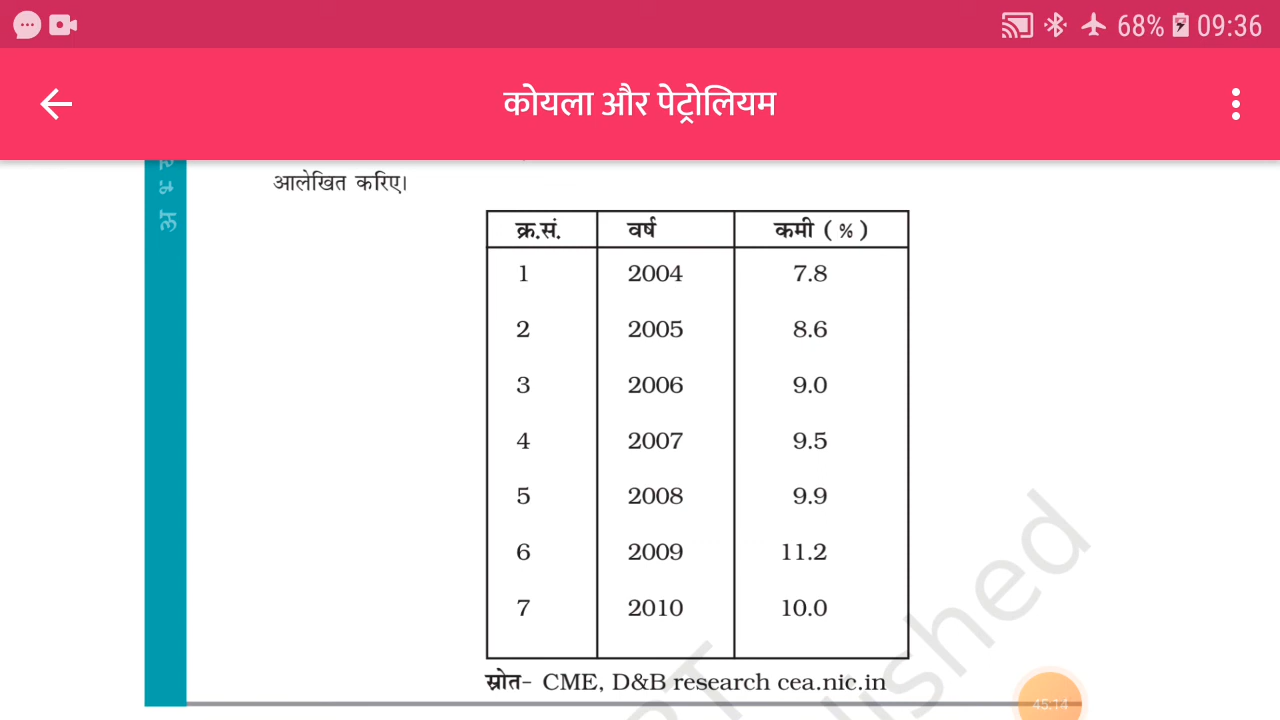 68% 09:36
कोयला और पेट्रोलियम
आलेखित करिए।
क्र.सं. वर्ष कमी ( % )
1 2004 7.8
2 2005 8.6
3 2006 9.0
4 2007 9.5
5 2008 9.9
6 2009 11.2
7 2010 10.0
स्रोत- CME, D&B research cea.nic.in
45:14